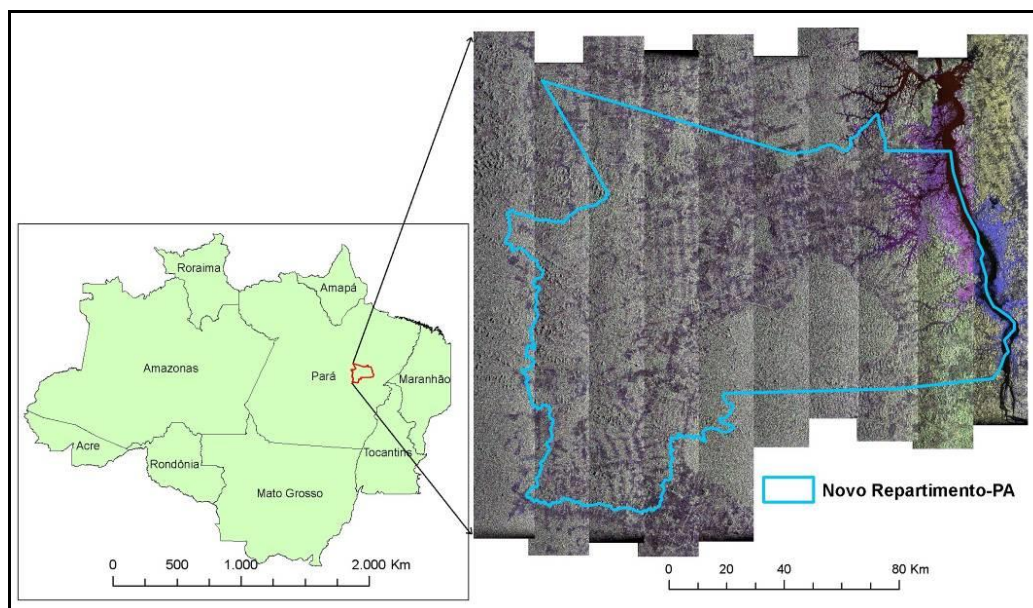 Roraima
Amapá
Amazonas
Pará
Maranhão
Acre
Rondônia
Tocantins
Mato Grosso
0 500 1.000 2.000 Km
Novo Repartimento-PA
0 20 40 80 Km